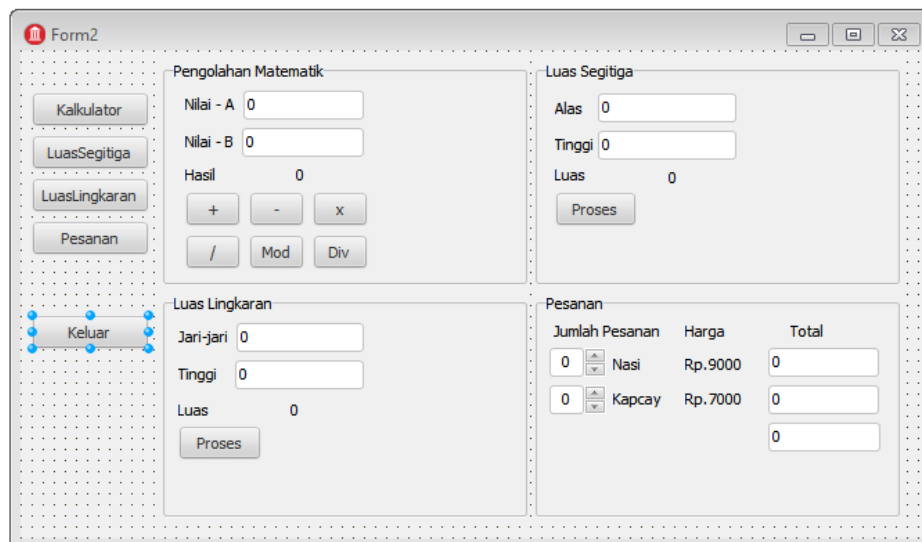 Form2
Kalkulator
LuasSegitiga
LuasLingkaran
Pesanan
Keluar
Pengolahan Matematik
Nilai - A 0
Nilai - B 0
Hasil 0
+ - x
/ Mod Div
Luas Segitiga
Alas 0
Tinggi 0
Luas 0
Proses
Luas Lingkaran
Jari-jari 0
Tinggi 0
Luas 0
Proses
Pesanan
Jumlah Pesanan Harga Total
0 Nasi Rp.9000 0
0 Kapcay Rp.7000 0
0